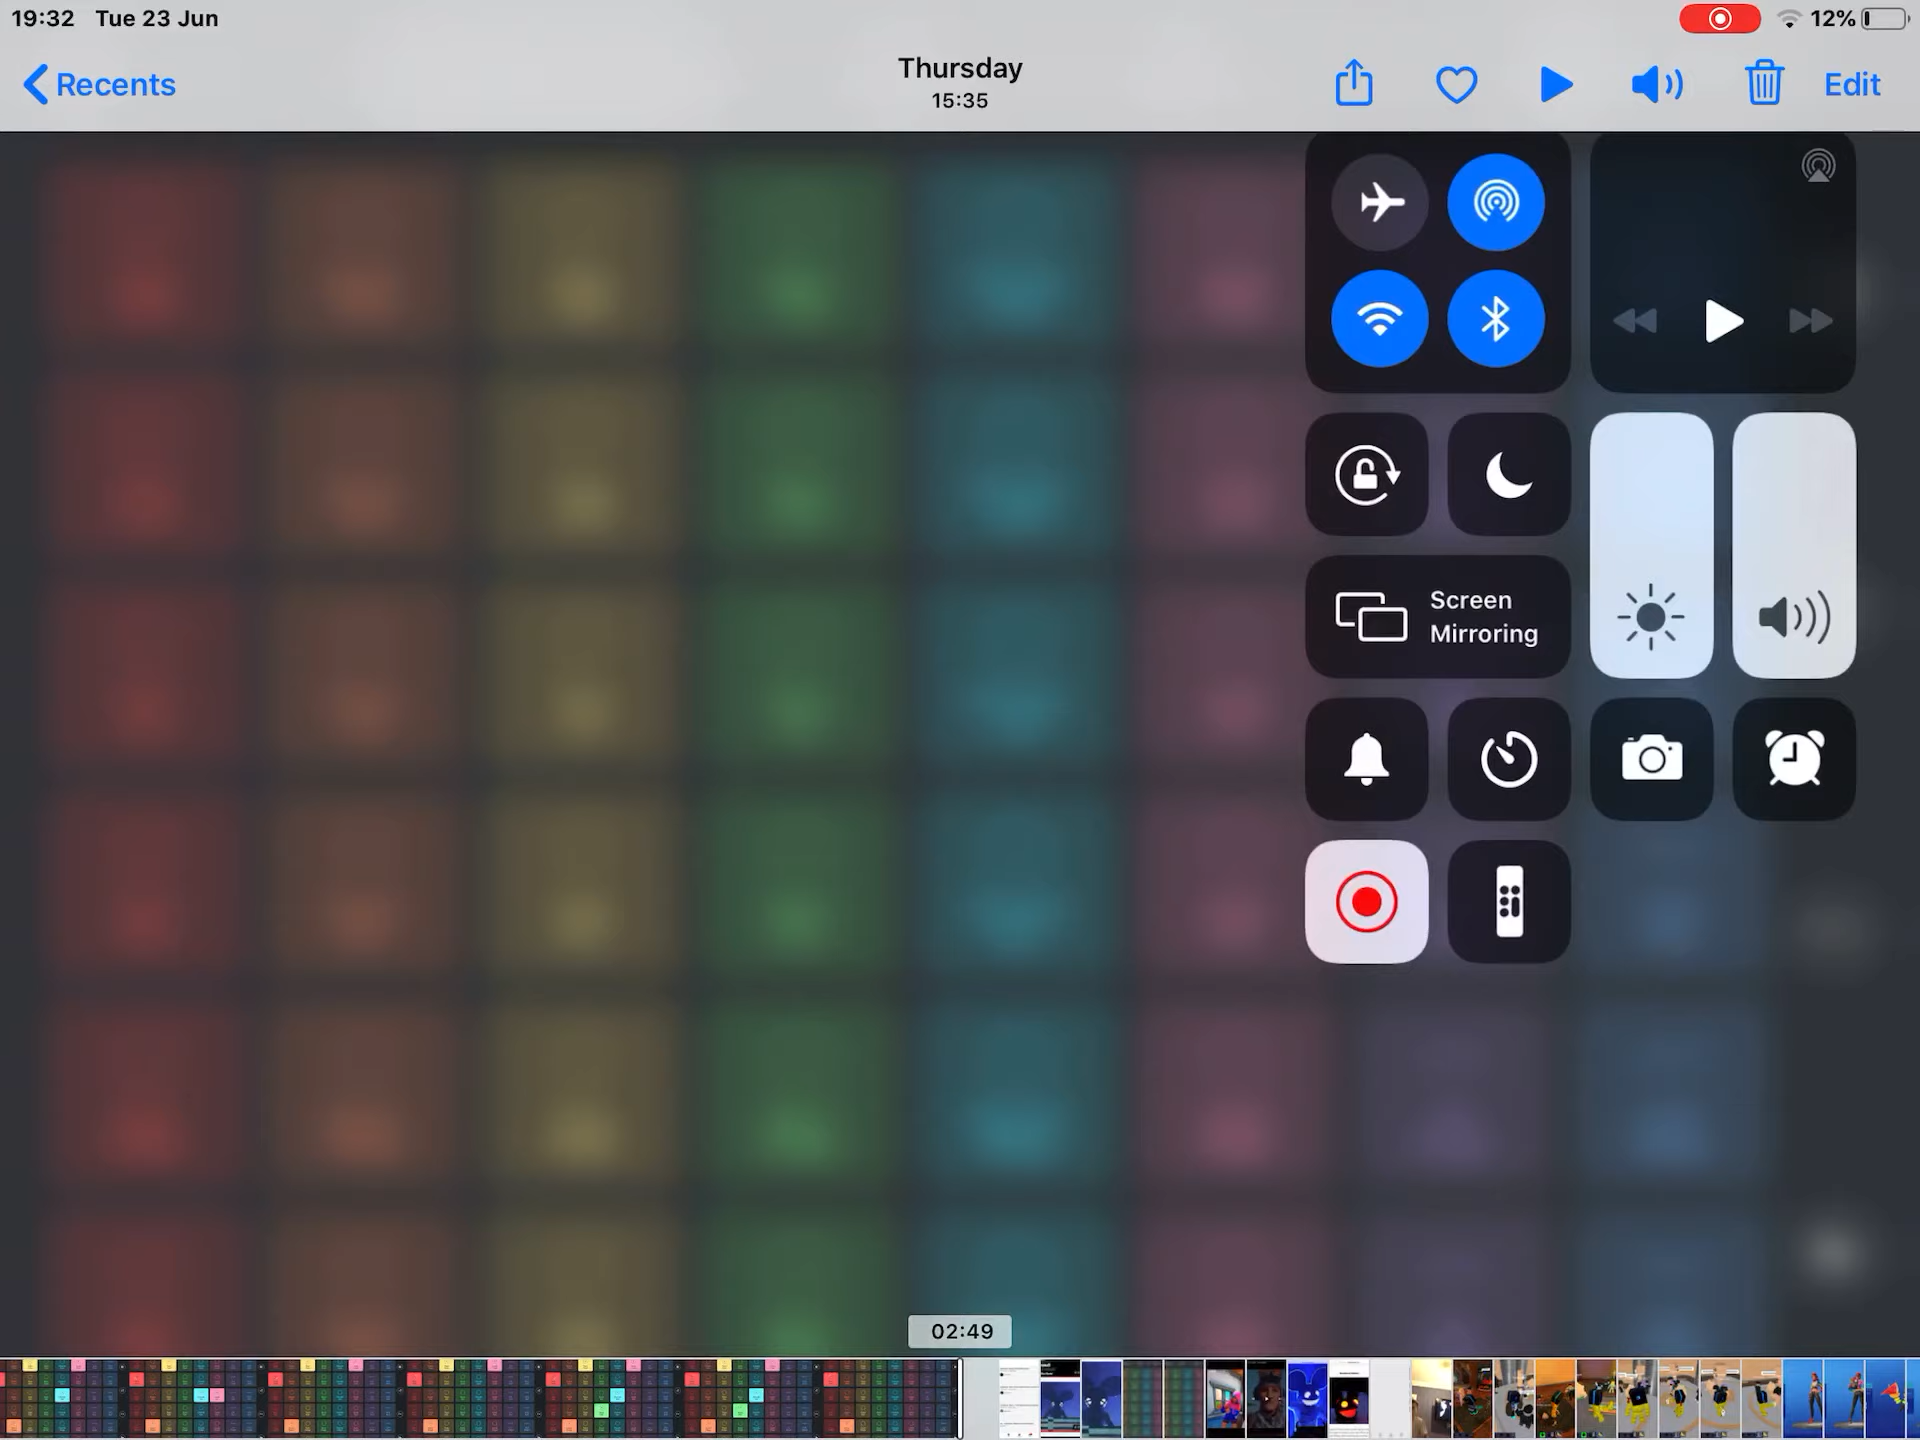 19:32 Tue 23 Jun
12%
Recents
Thursday
15:35
Edit
Screen
Mirroring
02:49